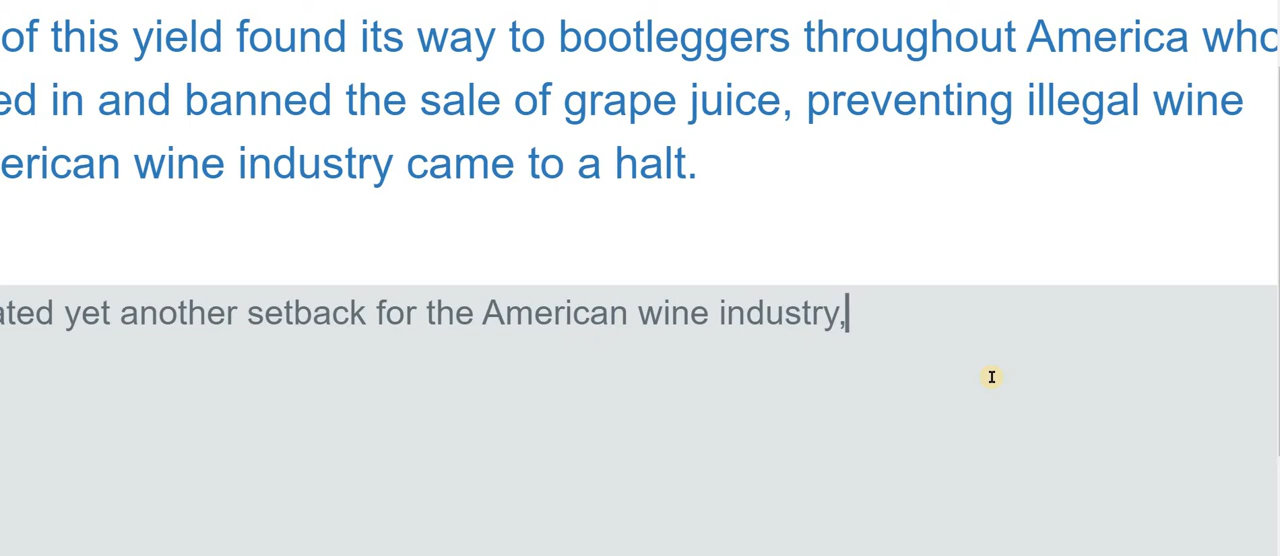 of this yield found its way to bootleggers throughout America who
ed in and banned the sale of grape juice, preventing illegal wine
erican wine industry came to a halt.
ated yet another setback for the American wine industry,